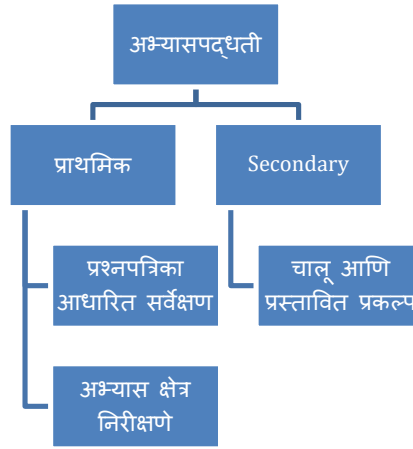 अभ्यासपद्धती
प्राथमिक
Secondary
प्रश्नपत्रिका
आधारित सर्वेक्षण
चालू आणि
प्रस्तावित प्रकल्प
अभ्यास क्षेत्र
निरीक्षणे